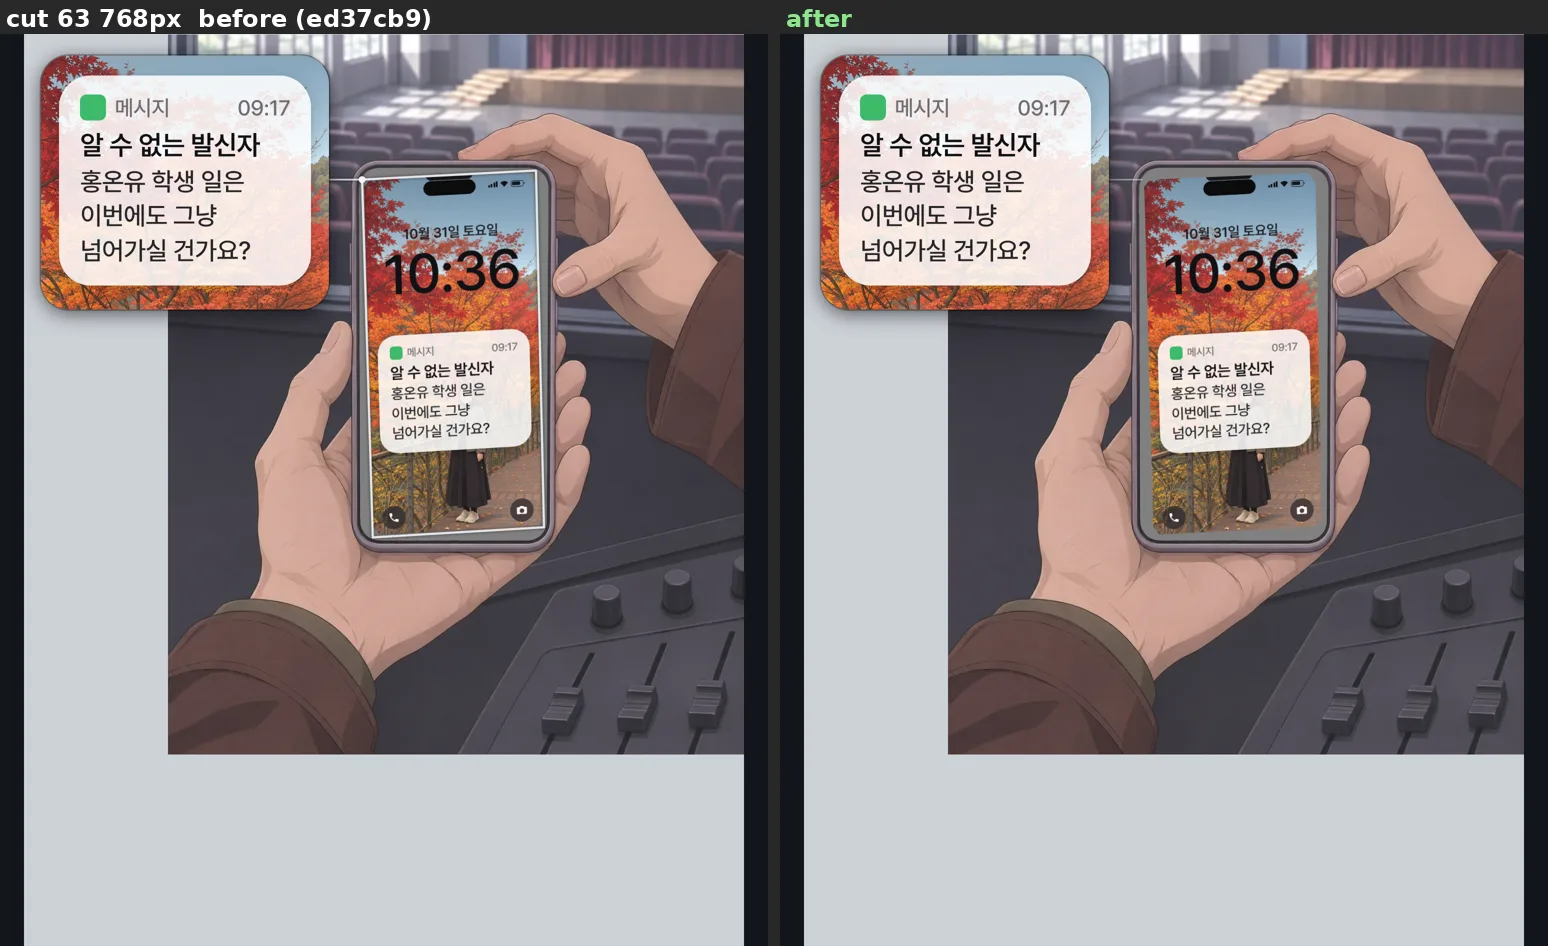 cut 63 768px  before (ed37cb9)
메시지 09:17
알 수 없는 발신자
홍온유 학생 일은
이번에도 그냥
넘어가실 건가요?
10월 31일 토요일
10:36
메시지 09:17
알 수 없는 발신자
홍온유 학생 일은
이번에도 그냥
넘어가실 건가요?
after
메시지 09:17
알 수 없는 발신자
홍온유 학생 일은
이번에도 그냥
넘어가실 건가요?
10월 31일 토요일
10:36
메시지 09:17
알 수 없는 발신자
홍온유 학생 일은
이번에도 그냥
넘어가실 건가요?